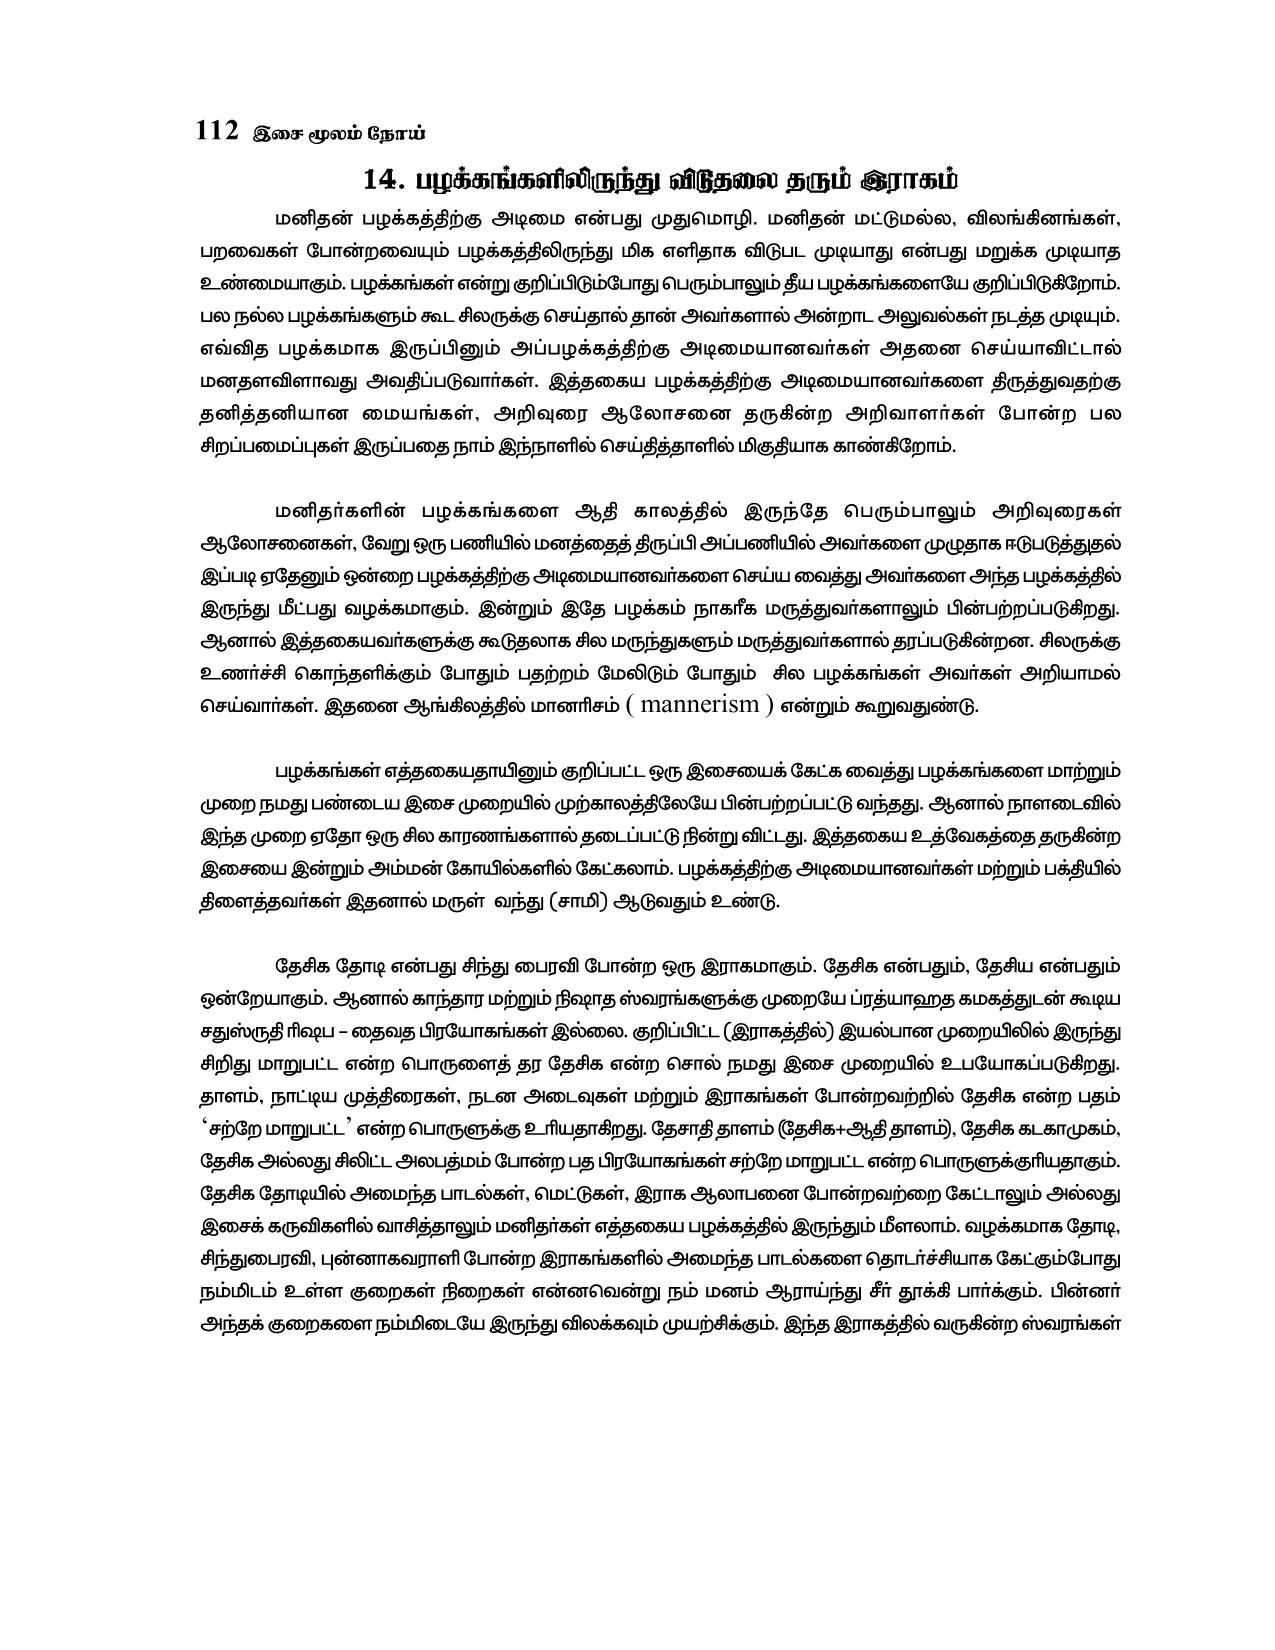 112 இசை மூலம் நோய்
14. பழக்கங்களிலிருந்து விடுதலை தரும் இராகம்
மனிதன் பழக்கத்திற்கு அடிமை என்பது முதுமொழி. மனிதன் மட்டுமல்ல, விலங்கினங்கள்,
பறவைகள் போன்றவையும் பழக்கத்திலிருந்து மிக எளிதாக விடுபட முடியாது என்பது மறுக்க முடியாத
உண்மையாகும். பழக்கங்கள் என்று குறிப்பிடும்போது பெரும்பாலும் தீய பழக்கங்களையே குறிப்பிடுகிறோம்.
பல நல்ல பழக்கங்களும் கூட சிலருக்கு செய்தால் தான் அவர்களால் அன்றாட அலுவல்கள் நடத்த முடியும்.
எவ்வித பழக்கமாக இருப்பினும் அப்பழக்கத்திற்கு அடிமையானவர்கள் அதனை செய்யாவிட்டால்
மனதளவிளாவது அவதிப்படுவார்கள். இத்தகைய பழக்கத்திற்கு அடிமையானவர்களை திருத்துவதற்கு
தனித்தனியான மையங்கள், அறிவுரை ஆலோசனை தருகின்ற அறிவாளர்கள் போன்ற பல
சிறப்பமைப்புகள் இருப்பதை நாம் இந்நாளில் செய்தித்தாளில் மிகுதியாக காண்கிறோம்.
மனிதர்களின் பழக்கங்களை ஆதி காலத்தில் இருந்தே பெரும்பாலும் அறிவுரைகள்
ஆலோசனைகள், வேறு ஒரு பணியில் மனத்தைத் திருப்பி அப்பணியில் அவர்களை முழுதாக ஈடுபடுத்துதல்
இப்படி ஏதேனும் ஒன்றை பழக்கத்திற்கு அடிமையானவர்களை செய்ய வைத்து அவர்களை அந்த பழக்கத்தில்
இருந்து மீட்பது வழக்கமாகும். இன்றும் இதே பழக்கம் நாகரீக மருத்துவர்களாலும் பின்பற்றப்படுகிறது.
ஆனால் இத்தகையவர்களுக்கு கூடுதலாக சில மருந்துகளும் மருத்துவர்களால் தரப்படுகின்றன. சிலருக்கு
உணர்ச்சி கொந்தளிக்கும் போதும் பதற்றம் மேலிடும் போதும் சில பழக்கங்கள் அவர்கள் அறியாமல்
செய்வார்கள். இதனை ஆங்கிலத்தில் மானரிசம் ( mannerism ) என்றும் கூறுவதுண்டு.
பழக்கங்கள் எத்தகையதாயினும் குறிப்பட்ட ஒரு இசையைக் கேட்க வைத்து பழக்கங்களை மாற்றும்
முறை நமது பண்டைய இசை முறையில் முற்காலத்திலேயே பின்பற்றப்பட்டு வந்தது. ஆனால் நாளடைவில்
இந்த முறை ஏதோ ஒரு சில காரணங்களால் தடைப்பட்டு நின்று விட்டது. இத்தகைய உத்வேகத்தை தருகின்ற
இசையை இன்றும் அம்மன் கோயில்களில் கேட்கலாம். பழக்கத்திற்கு அடிமையானவர்கள் மற்றும் பக்தியில்
திளைத்தவர்கள் இதனால் மருள் வந்து (சாமி) ஆடுவதும் உண்டு.
தேசிக தோடி என்பது சிந்து பைரவி போன்ற ஒரு இராகமாகும். தேசிக என்பதும், தேசிய என்பதும்
ஒன்றேயாகும். ஆனால் காந்தார மற்றும் நிஷாத ஸ்வரங்களுக்கு முறையே ப்ரத்யாஹத கமகத்துடன் கூடிய
சதுஸ்ருதி ரிஷப – தைவத பிரயோகங்கள் இல்லை. குறிப்பிட்ட (இராகத்தில்) இயல்பான முறையிலில் இருந்து
சிறிது மாறுபட்ட என்ற பொருளைத் தர தேசிக என்ற சொல் நமது இசை முறையில் உபயோகப்படுகிறது.
தாளம், நாட்டிய முத்திரைகள், நடன அடைவுகள் மற்றும் இராகங்கள் போன்றவற்றில் தேசிக என்ற பதம்
‘சற்றே மாறுபட்ட’ என்ற பொருளுக்கு உரியதாகிறது. தேசாதி தாளம் (தேசிக+ஆதி தாளம்), தேசிக கடகாமுகம்,
தேசிக அல்லது சிலிட்ட அலபத்மம் போன்ற பத பிரயோகங்கள் சற்றே மாறுபட்ட என்ற பொருளுக்குரியதாகும்.
தேசிக தோடியில் அமைந்த பாடல்கள், மெட்டுகள், இராக ஆலாபனை போன்றவற்றை கேட்டாலும் அல்லது
இசைக் கருவிகளில் வாசித்தாலும் மனிதர்கள் எத்தகைய பழக்கத்தில் இருந்தும் மீளலாம். வழக்கமாக தோடி,
சிந்துபைரவி, புன்னாகவராளி போன்ற இராகங்களில் அமைந்த பாடல்களை தொடர்ச்சியாக கேட்கும்போது
நம்மிடம் உள்ள குறைகள் நிறைகள் என்னவென்று நம் மனம் ஆராய்ந்து சீர் தூக்கி பார்க்கும். பின்னர்
அந்தக் குறைகளை நம்மிடையே இருந்து விலக்கவும் முயற்சிக்கும். இந்த இராகத்தில் வருகின்ற ஸ்வரங்கள்